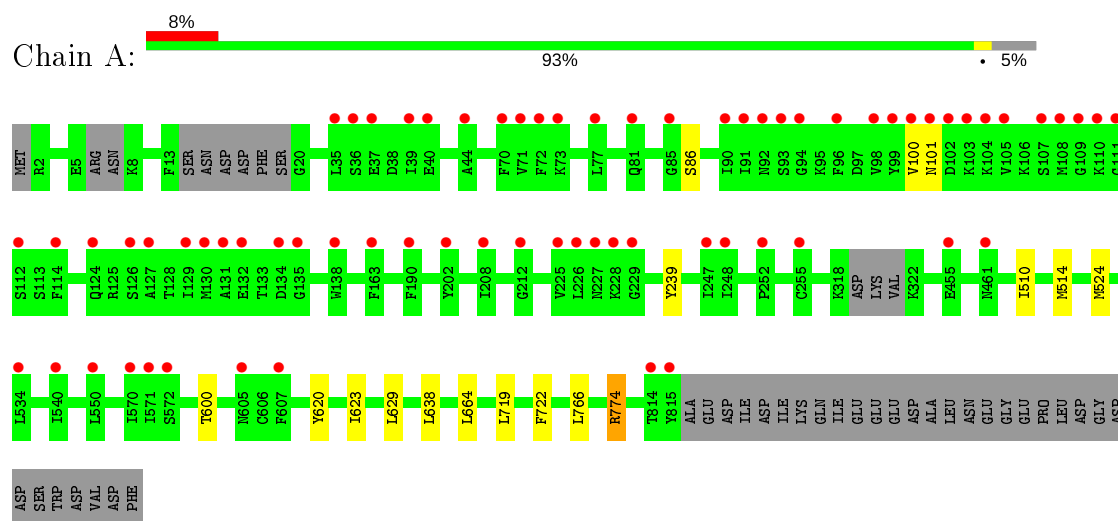 8%
Chain A:
93% • 5%
MET R2 E5 ARG ASN K8 F13 SER ASN ASP ASP PHE SER G20 L35 S36 E37 D38 I39 E40 A44 F70 V71 F72 K73 L77 Q81 G85 S86 I90 I91 N92 S93 G94 K95 F96 D97 V98 Y99 V100 N101 D102 K103 K104 V105 K106 S107 M108 G109 K110
S112 S113 F114 Q124 R125 S126 A127 T128 I129 M130 A131 E132 T133 D134 G135 W138 F163 F190 Y202 I208 G212 V225 L226 N227 K228 G229 Y239 I247 I248 P252 C255 K318 ASP LYS VAL K322 E455 N461 I510 M514 M524
L534 I540 L550 I570 I571 S572 T600 N605 C606 F607 Y620 I623 L629 L638 L664 L719 F722 L766 R774 T814 Y815 ALA GLU ASP ILE ASP ILE LYS GLN ILE GLU GLU GLU ASP ALA LEU ASN GLU GLY GLU PRO LEU ASP GLY ASP
ASP SER TRP ASP VAL ASP PHE